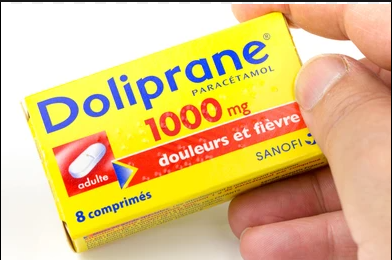 Doliprane®
PARACÉTAMOL
1000 mg
douleurs et fièvre
SANOFI
adulte
8 comprimés